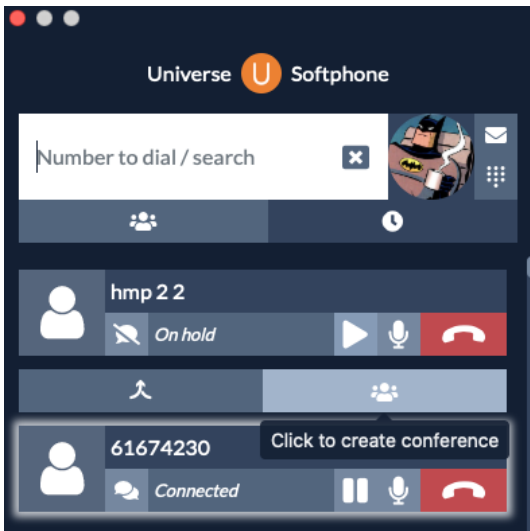 Universe U Softphone
Number to dial / search
hmp 2 2
On hold
Click to create conference
61674230
Connected